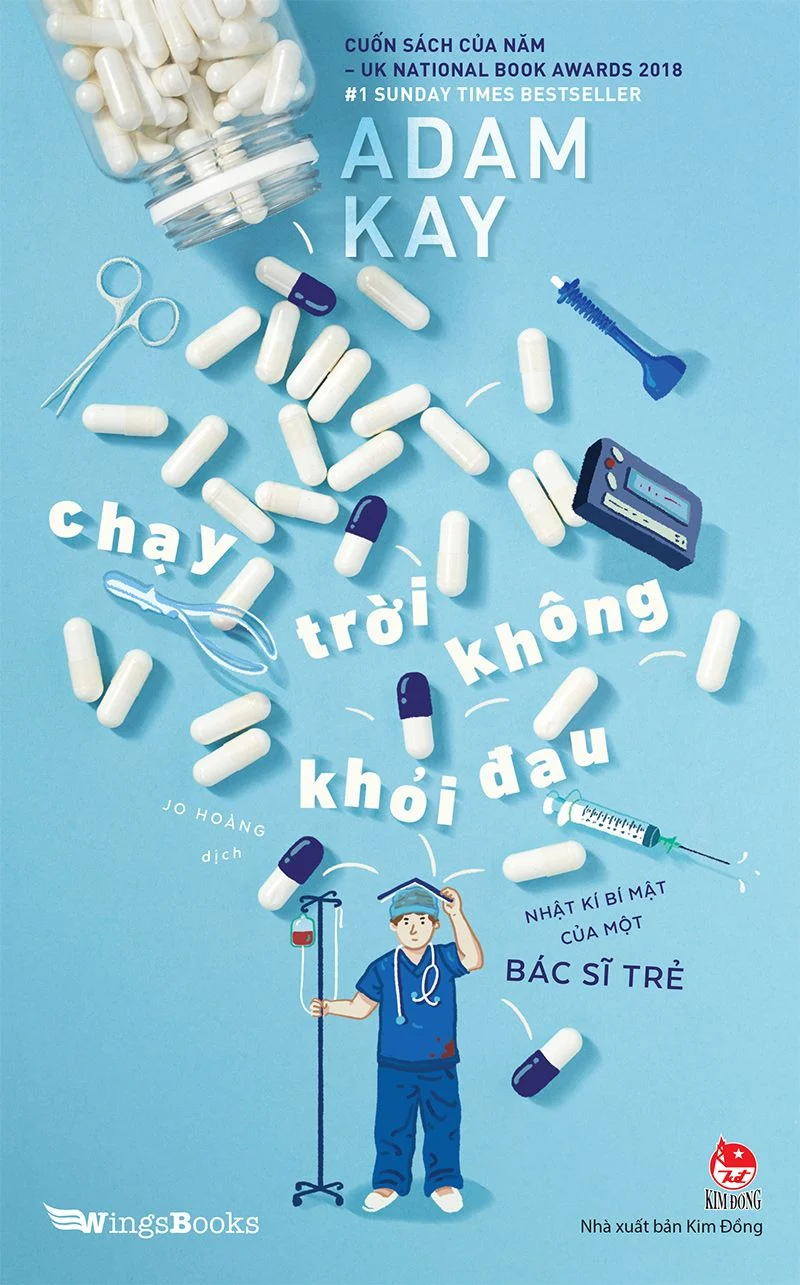 CUỐN SÁCH CỦA NĂM
– UK NATIONAL BOOK AWARDS 2018
#1 SUNDAY TIMES BESTSELLER
ADAM
KAY
chạy
trời
không
khỏi đau
JO HOÀNG
dịch
NHẬT KÍ BÍ MẬT
CỦA MỘT
BÁC SĨ TRẺ
WingsBooks
KIM ĐỒNG
Nhà xuất bản Kim Đồng